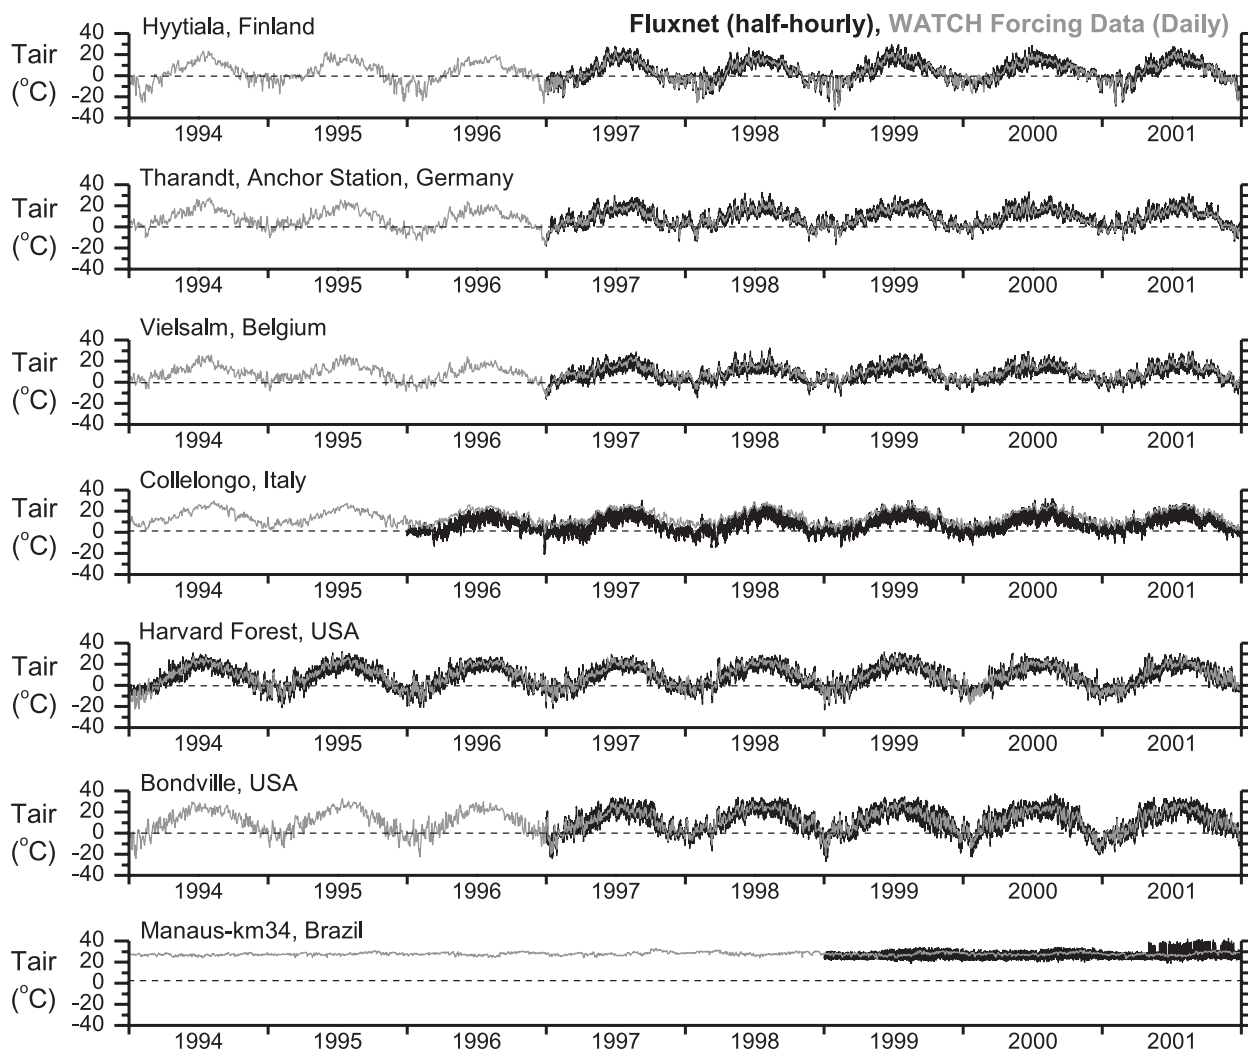 Hyytiala, Finland
Fluxnet (half-hourly), WATCH Forcing Data (Daily)
Tair
(°C)
40
20
0
-20
-40
1994 1995 1996 1997 1998 1999 2000 2001
Tharandt, Anchor Station, Germany
Tair
(°C)
40
20
0
-20
-40
1994 1995 1996 1997 1998 1999 2000 2001
Vielsalm, Belgium
Tair
(°C)
40
20
0
-20
-40
1994 1995 1996 1997 1998 1999 2000 2001
Collelongo, Italy
Tair
(°C)
40
20
0
-20
-40
1994 1995 1996 1997 1998 1999 2000 2001
Harvard Forest, USA
Tair
(°C)
40
20
0
-20
-40
1994 1995 1996 1997 1998 1999 2000 2001
Bondville, USA
Tair
(°C)
40
20
0
-20
-40
1994 1995 1996 1997 1998 1999 2000 2001
Manaus-km34, Brazil
Tair
(°C)
40
20
0
-20
-40
1994 1995 1996 1997 1998 1999 2000 2001